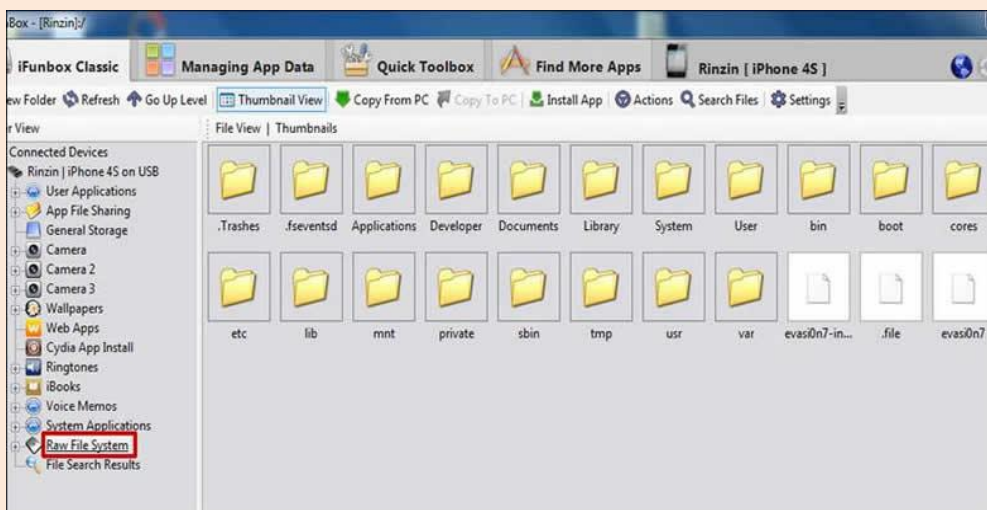 Box - [Rinzin]:/
iFunbox Classic Managing App Data Quick Toolbox Find More Apps Rinzin [ iPhone 4S ]
ew Folder Refresh Go Up Level Thumbnail View Copy From PC Copy To PC Install App Actions Search Files Settings
r View File View | Thumbnails
Connected Devices
Rinzin | iPhone 4S on USB
User Applications
App File Sharing
General Storage
Camera
Camera 2
Camera 3
Wallpapers
Web Apps
Cydia App Install
Ringtones
iBooks
Voice Memos
System Applications
Raw File System
File Search Results
.Trashes .fseventsd Applications Developer Documents Library System User bin boot cores
etc lib mnt private sbin tmp usr var evasi0n7-in... .file evasi0n7